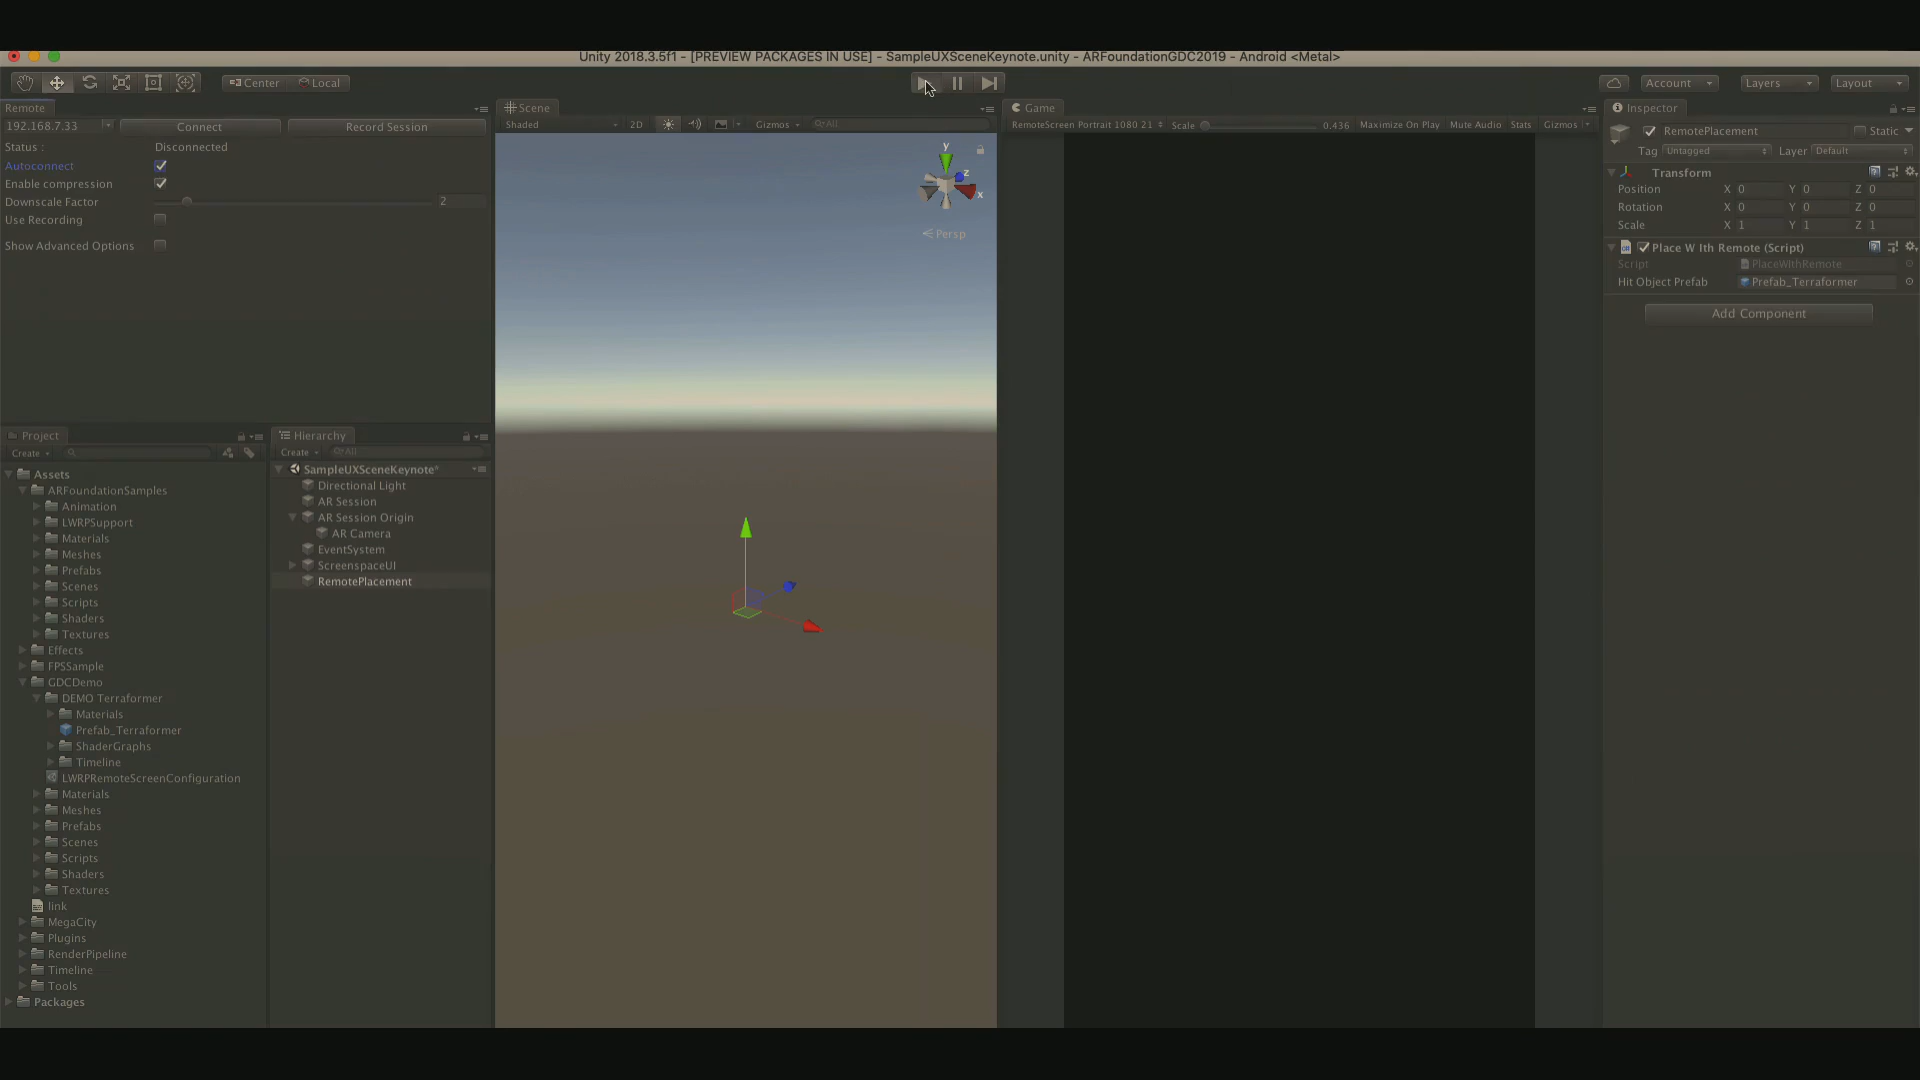 Unity 2018.3.5f1 - [PREVIEW PACKAGES IN USE] - SampleUXSceneKeynote.unity - ARFoundationGDC2019 - Android <Metal>
Center Local
Account Layers Layout
Remote
192.168.7.33 Connect Record Session
Status : Disconnected
Autoconnect
Enable compression
Downscale Factor 2
Use Recording
Show Advanced Options
Scene
Shaded 2D Gizmos All
y
z
x
Persp
Game
RemoteScreen Portrait 1080 21 Scale 0.436 Maximize On Play Mute Audio Stats Gizmos
Inspector
RemotePlacement Static
Tag Untagged Layer Default
Transform
Position X 0 Y 0 Z 0
Rotation X 0 Y 0 Z 0
Scale X 1 Y 1 Z 1
Place W Ith Remote (Script)
Script PlaceWIthRemote
Hit Object Prefab Prefab_Terraformer
Add Component
Project
Create
Assets
ARFoundationSamples
Animation
LWRPSupport
Materials
Meshes
Prefabs
Scenes
Scripts
Shaders
Textures
Effects
FPSSample
GDCDemo
DEMO Terraformer
Materials
Prefab_Terraformer
ShaderGraphs
Timeline
LWRPRemoteScreenConfiguration
Materials
Meshes
Prefabs
Scenes
Scripts
Shaders
Textures
link
MegaCity
Plugins
RenderPipeline
Timeline
Tools
Packages
Hierarchy
Create All
SampleUXSceneKeynote*
Directional Light
AR Session
AR Session Origin
AR Camera
EventSystem
ScreenspaceUI
RemotePlacement